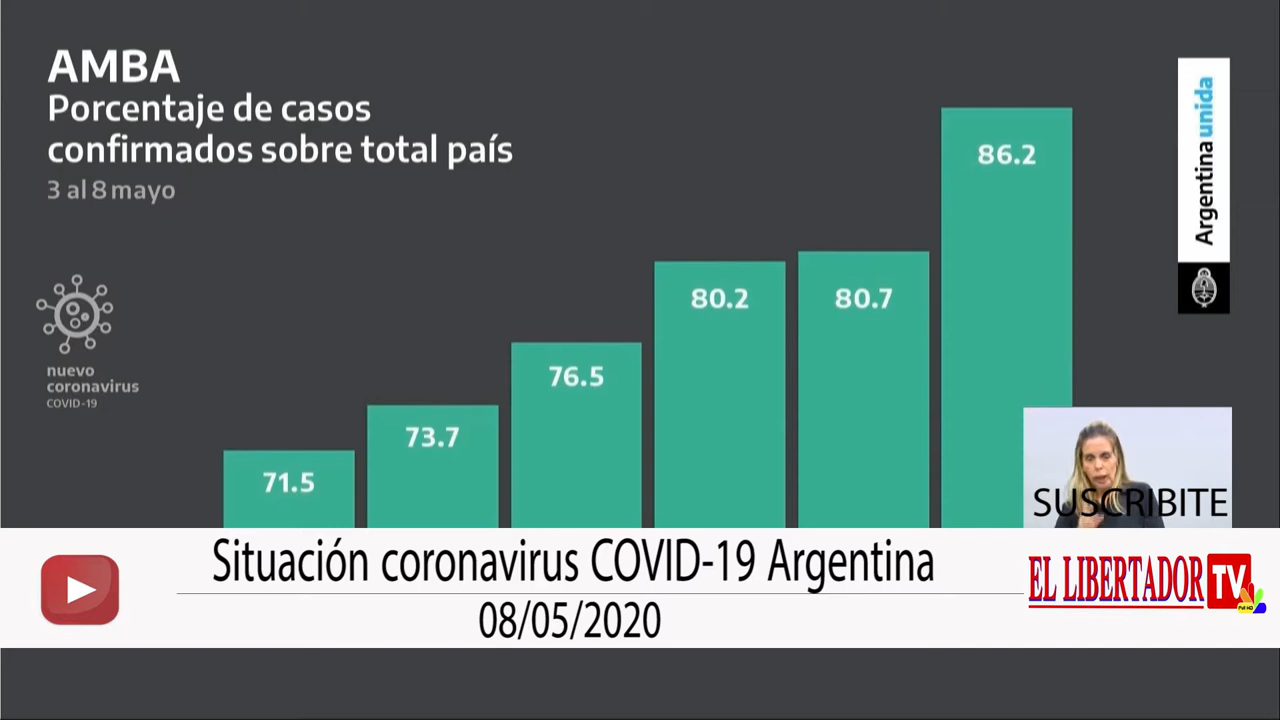 AMBA
Porcentaje de casos
confirmados sobre total país
3 al 8 mayo
nuevo
coronavirus
COVID-19
71.5
73.7
76.5
80.2
80.7
86.2
Argentina unida
SUSCRIBITE
Situación coronavirus COVID-19 Argentina
08/05/2020
EL LIBERTADOR TV
Full HD